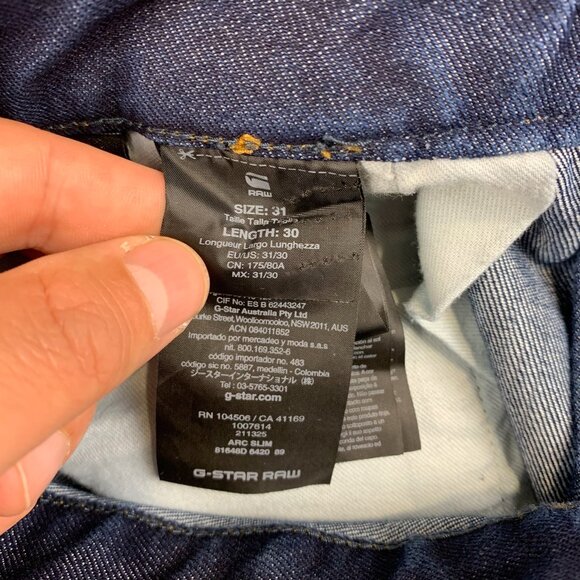 RAW
SIZE: 31
Taille Talla
LENGTH: 30
Longueur Largo Lunghezza
EU/US: 31/30
CN: 175/80A
MX: 31/30
CIF No: ES B 62443247
G-Star Australia Pty Ltd
Street, Woolloomooloo, NSW 2011, AUS
ACN 084011852
Importado por mercadeo y moda s.a.s
nit. 800.169.352-6
código importador no. 483
código sic no. 5887, medellin - Colombia
ジースターインターナショナル (株)
Tel : 03-5765-3301
g-star.com
RN 104506 / CA 41169
1007614
211325
ARC SLIM
81648D 6420 89
G-STAR RAW